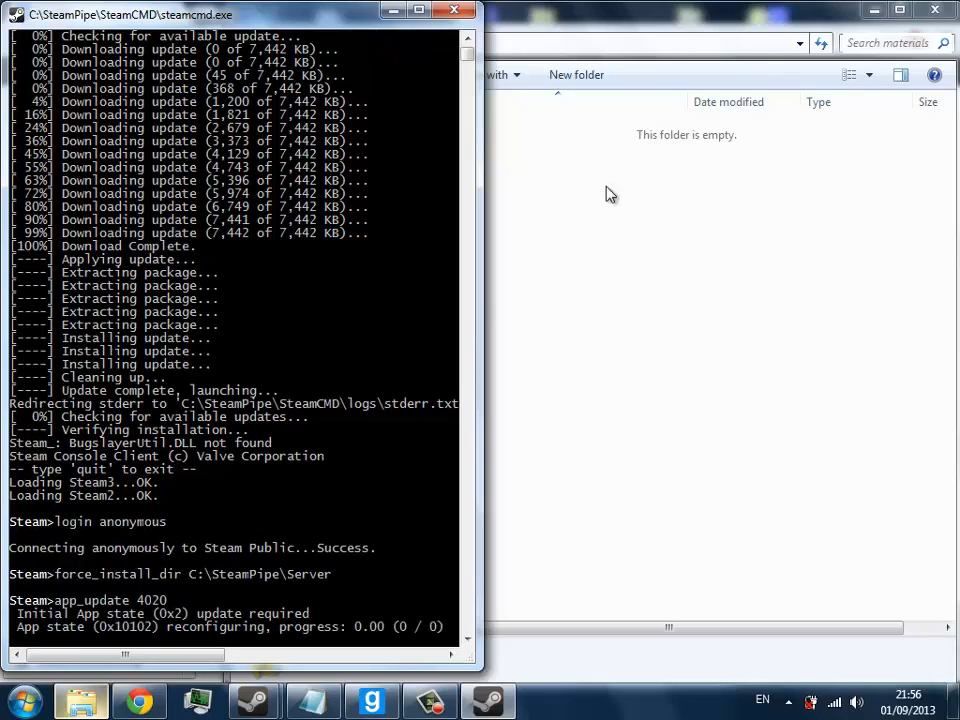 C:\SteamPipe\SteamCMD\steamcmd.exe
[  0%] Checking for available update...
[  0%] Downloading update (0 of 7,442 KB)...
[  0%] Downloading update (0 of 7,442 KB)...
[  0%] Downloading update (45 of 7,442 KB)...
[  0%] Downloading update (368 of 7,442 KB)...
[  4%] Downloading update (1,200 of 7,442 KB)...
[ 16%] Downloading update (1,821 of 7,442 KB)...
[ 24%] Downloading update (2,679 of 7,442 KB)...
[ 36%] Downloading update (3,373 of 7,442 KB)...
[ 45%] Downloading update (4,129 of 7,442 KB)...
[ 55%] Downloading update (4,743 of 7,442 KB)...
[ 63%] Downloading update (5,396 of 7,442 KB)...
[ 72%] Downloading update (5,974 of 7,442 KB)...
[ 80%] Downloading update (6,749 of 7,442 KB)...
[ 90%] Downloading update (7,441 of 7,442 KB)...
[ 99%] Downloading update (7,442 of 7,442 KB)...
[100%] Download Complete.
[----] Applying update...
[----] Extracting package...
[----] Extracting package...
[----] Extracting package...
[----] Extracting package...
[----] Extracting package...
[----] Installing update...
[----] Installing update...
[----] Installing update...
[----] Cleaning up...
[----] Update complete, launching...
Redirecting stderr to 'C:\SteamPipe\SteamCMD\logs\stderr.txt
[  0%] Checking for available updates...
[----] Verifying installation...
Steam_: BugslayerUtil.DLL not found
Steam Console Client (c) Valve Corporation
-- type 'quit' to exit --
Loading Steam3...OK.
Loading Steam2...OK.
Steam>login anonymous
Connecting anonymously to Steam Public...Success.
Steam>force_install_dir C:\SteamPipe\Server
Steam>app_update 4020
Initial App state (0x2) update required
App state (0x10102) reconfiguring, progress: 0.00 (0 / 0)
Search materials
with
New folder
Date modified
Type
Size
This folder is empty.
EN
21:56
01/09/2013